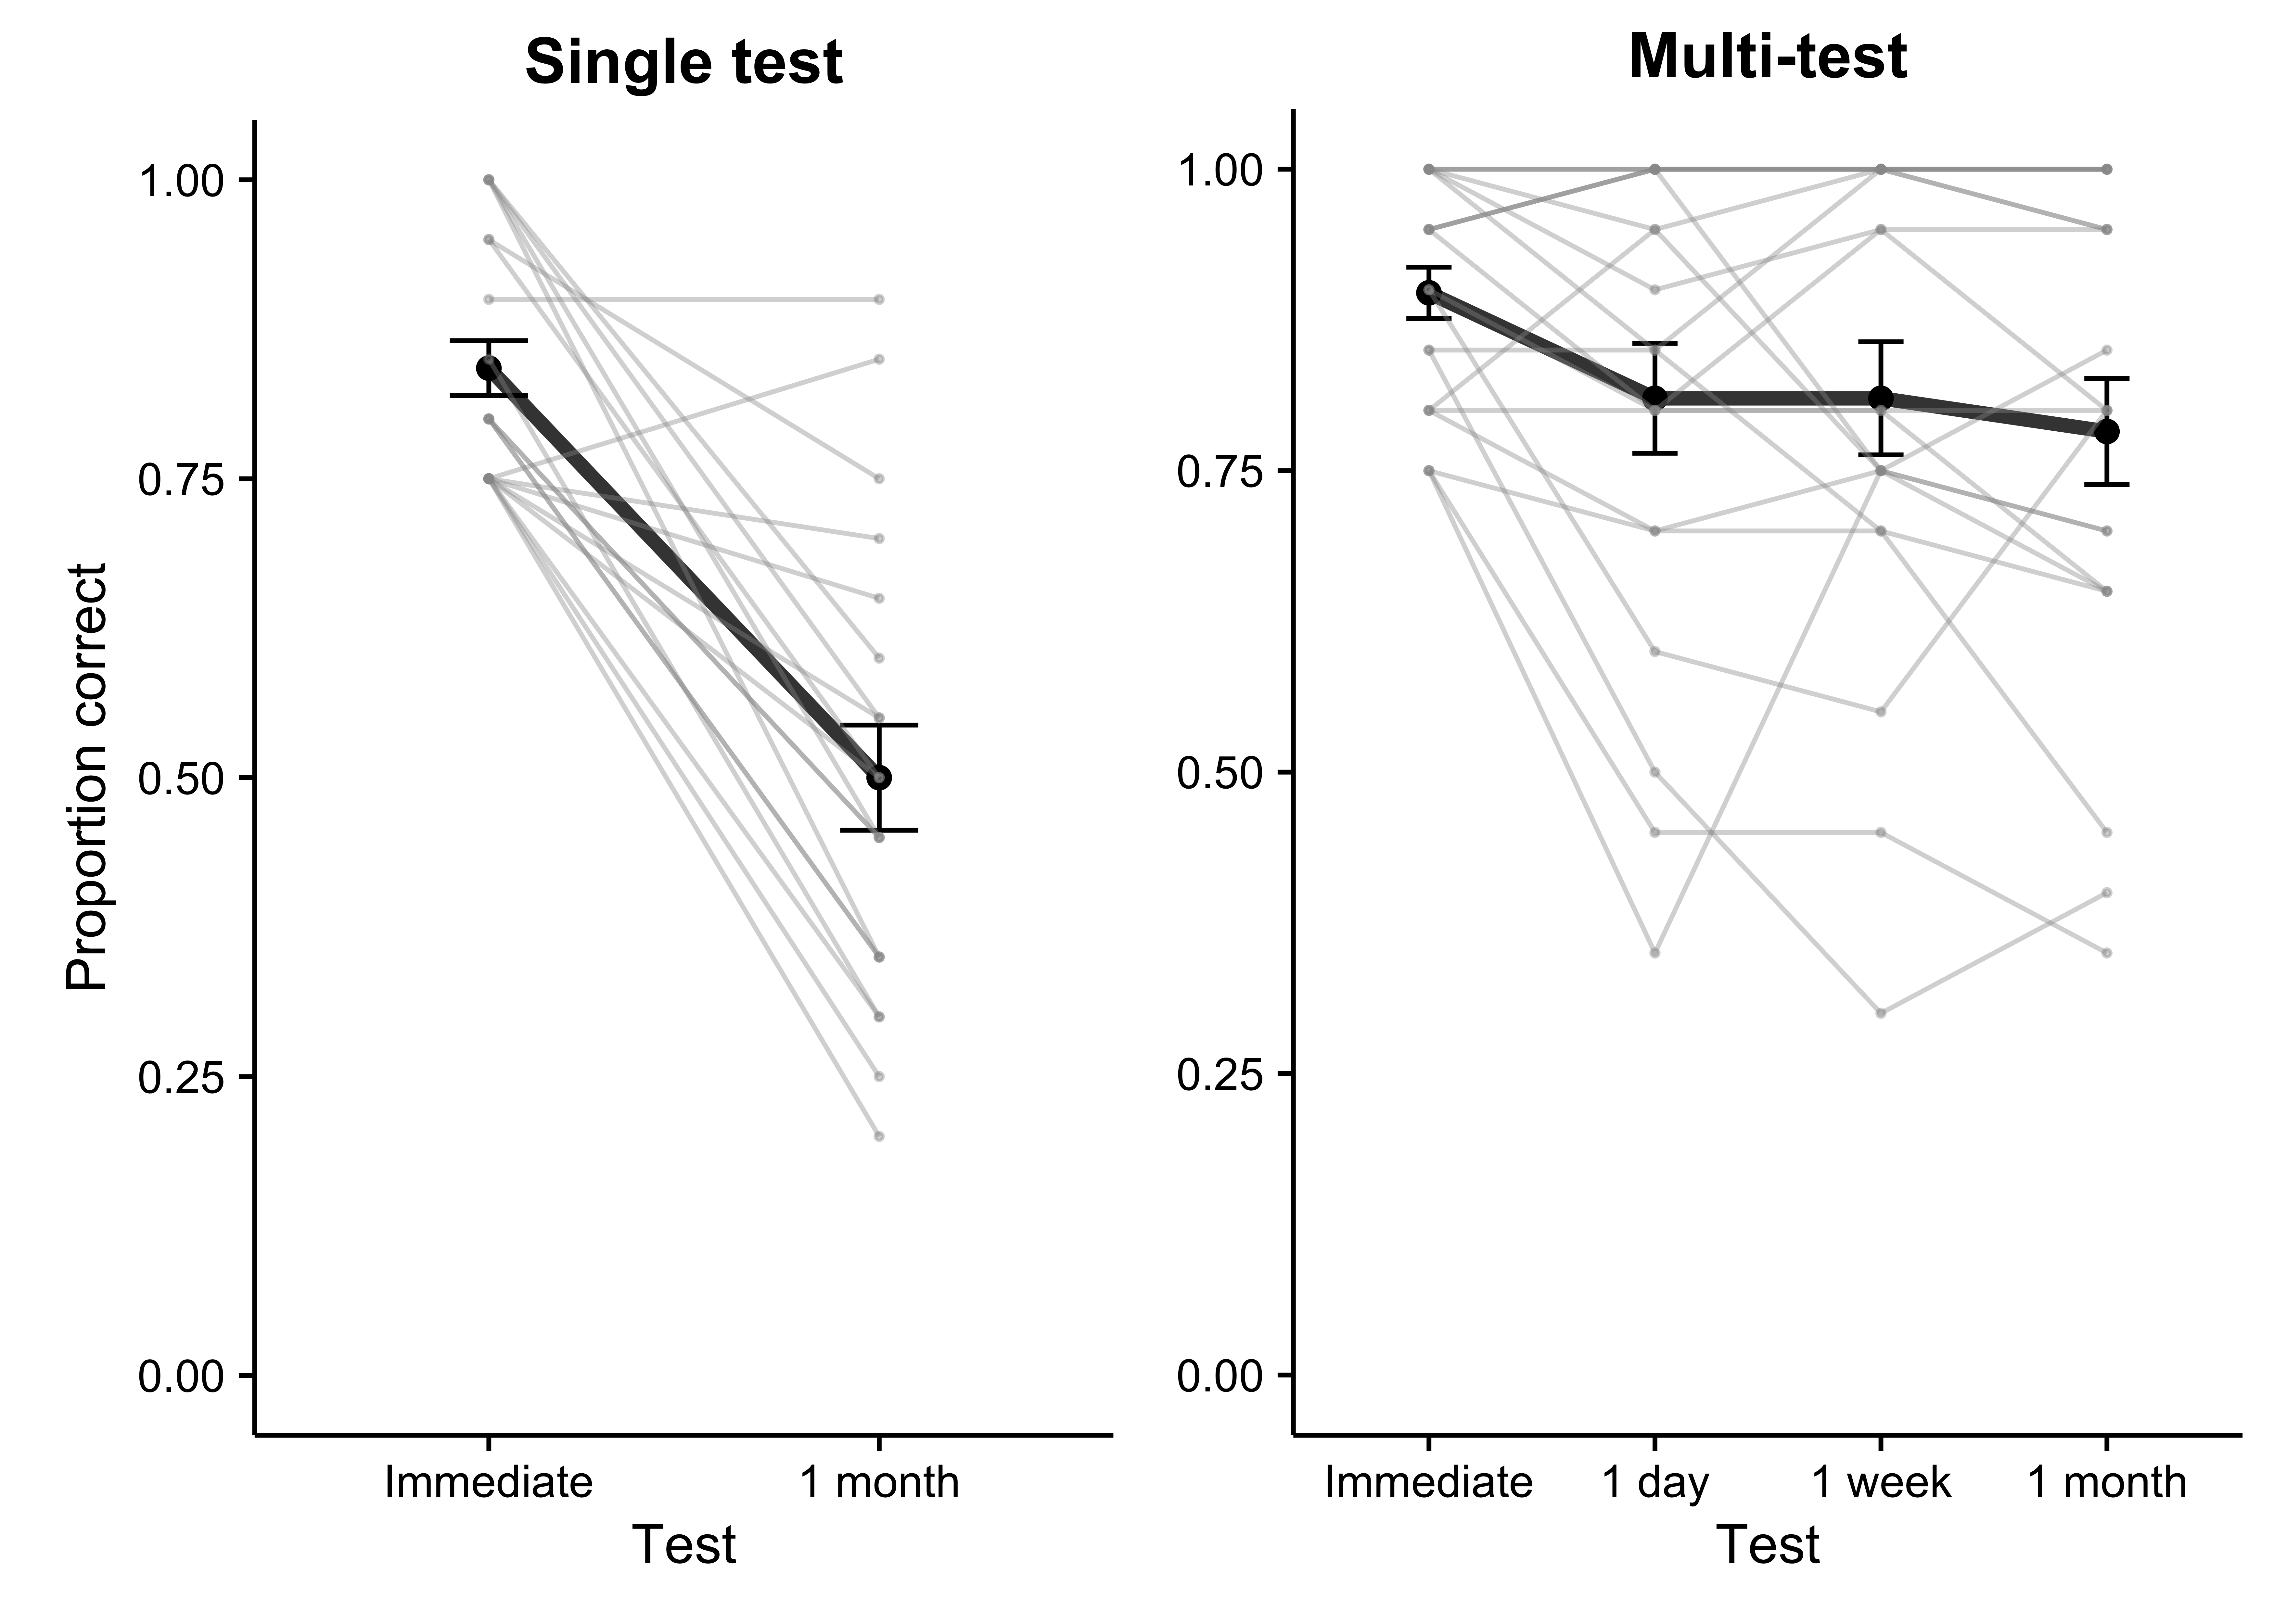 Single test
Proportion correct
1.00
0.75
0.50
0.25
0.00
Immediate 1 month
Test
Multi-test
1.00
0.75
0.50
0.25
0.00
Immediate 1 day 1 week 1 month
Test